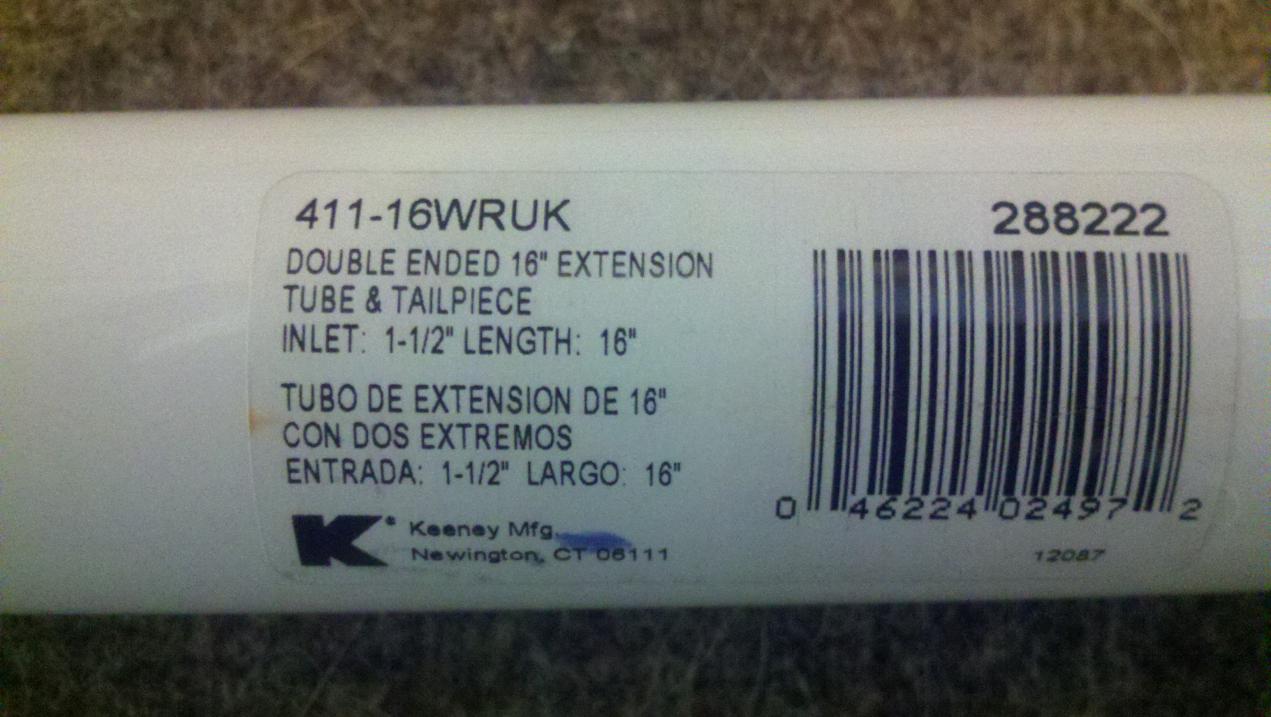 411-16WRUK
DOUBLE ENDED 16" EXTENSION
TUBE & TAILPIECE
INLET: 1-1/2" LENGTH: 16"
TUBO DE EXTENSION DE 16"
CON DOS EXTREMOS
ENTRADA: 1-1/2" LARGO: 16"
K®
Keeney Mfg.
Newington, CT 06111
288222
0 46224 02497 2
12087